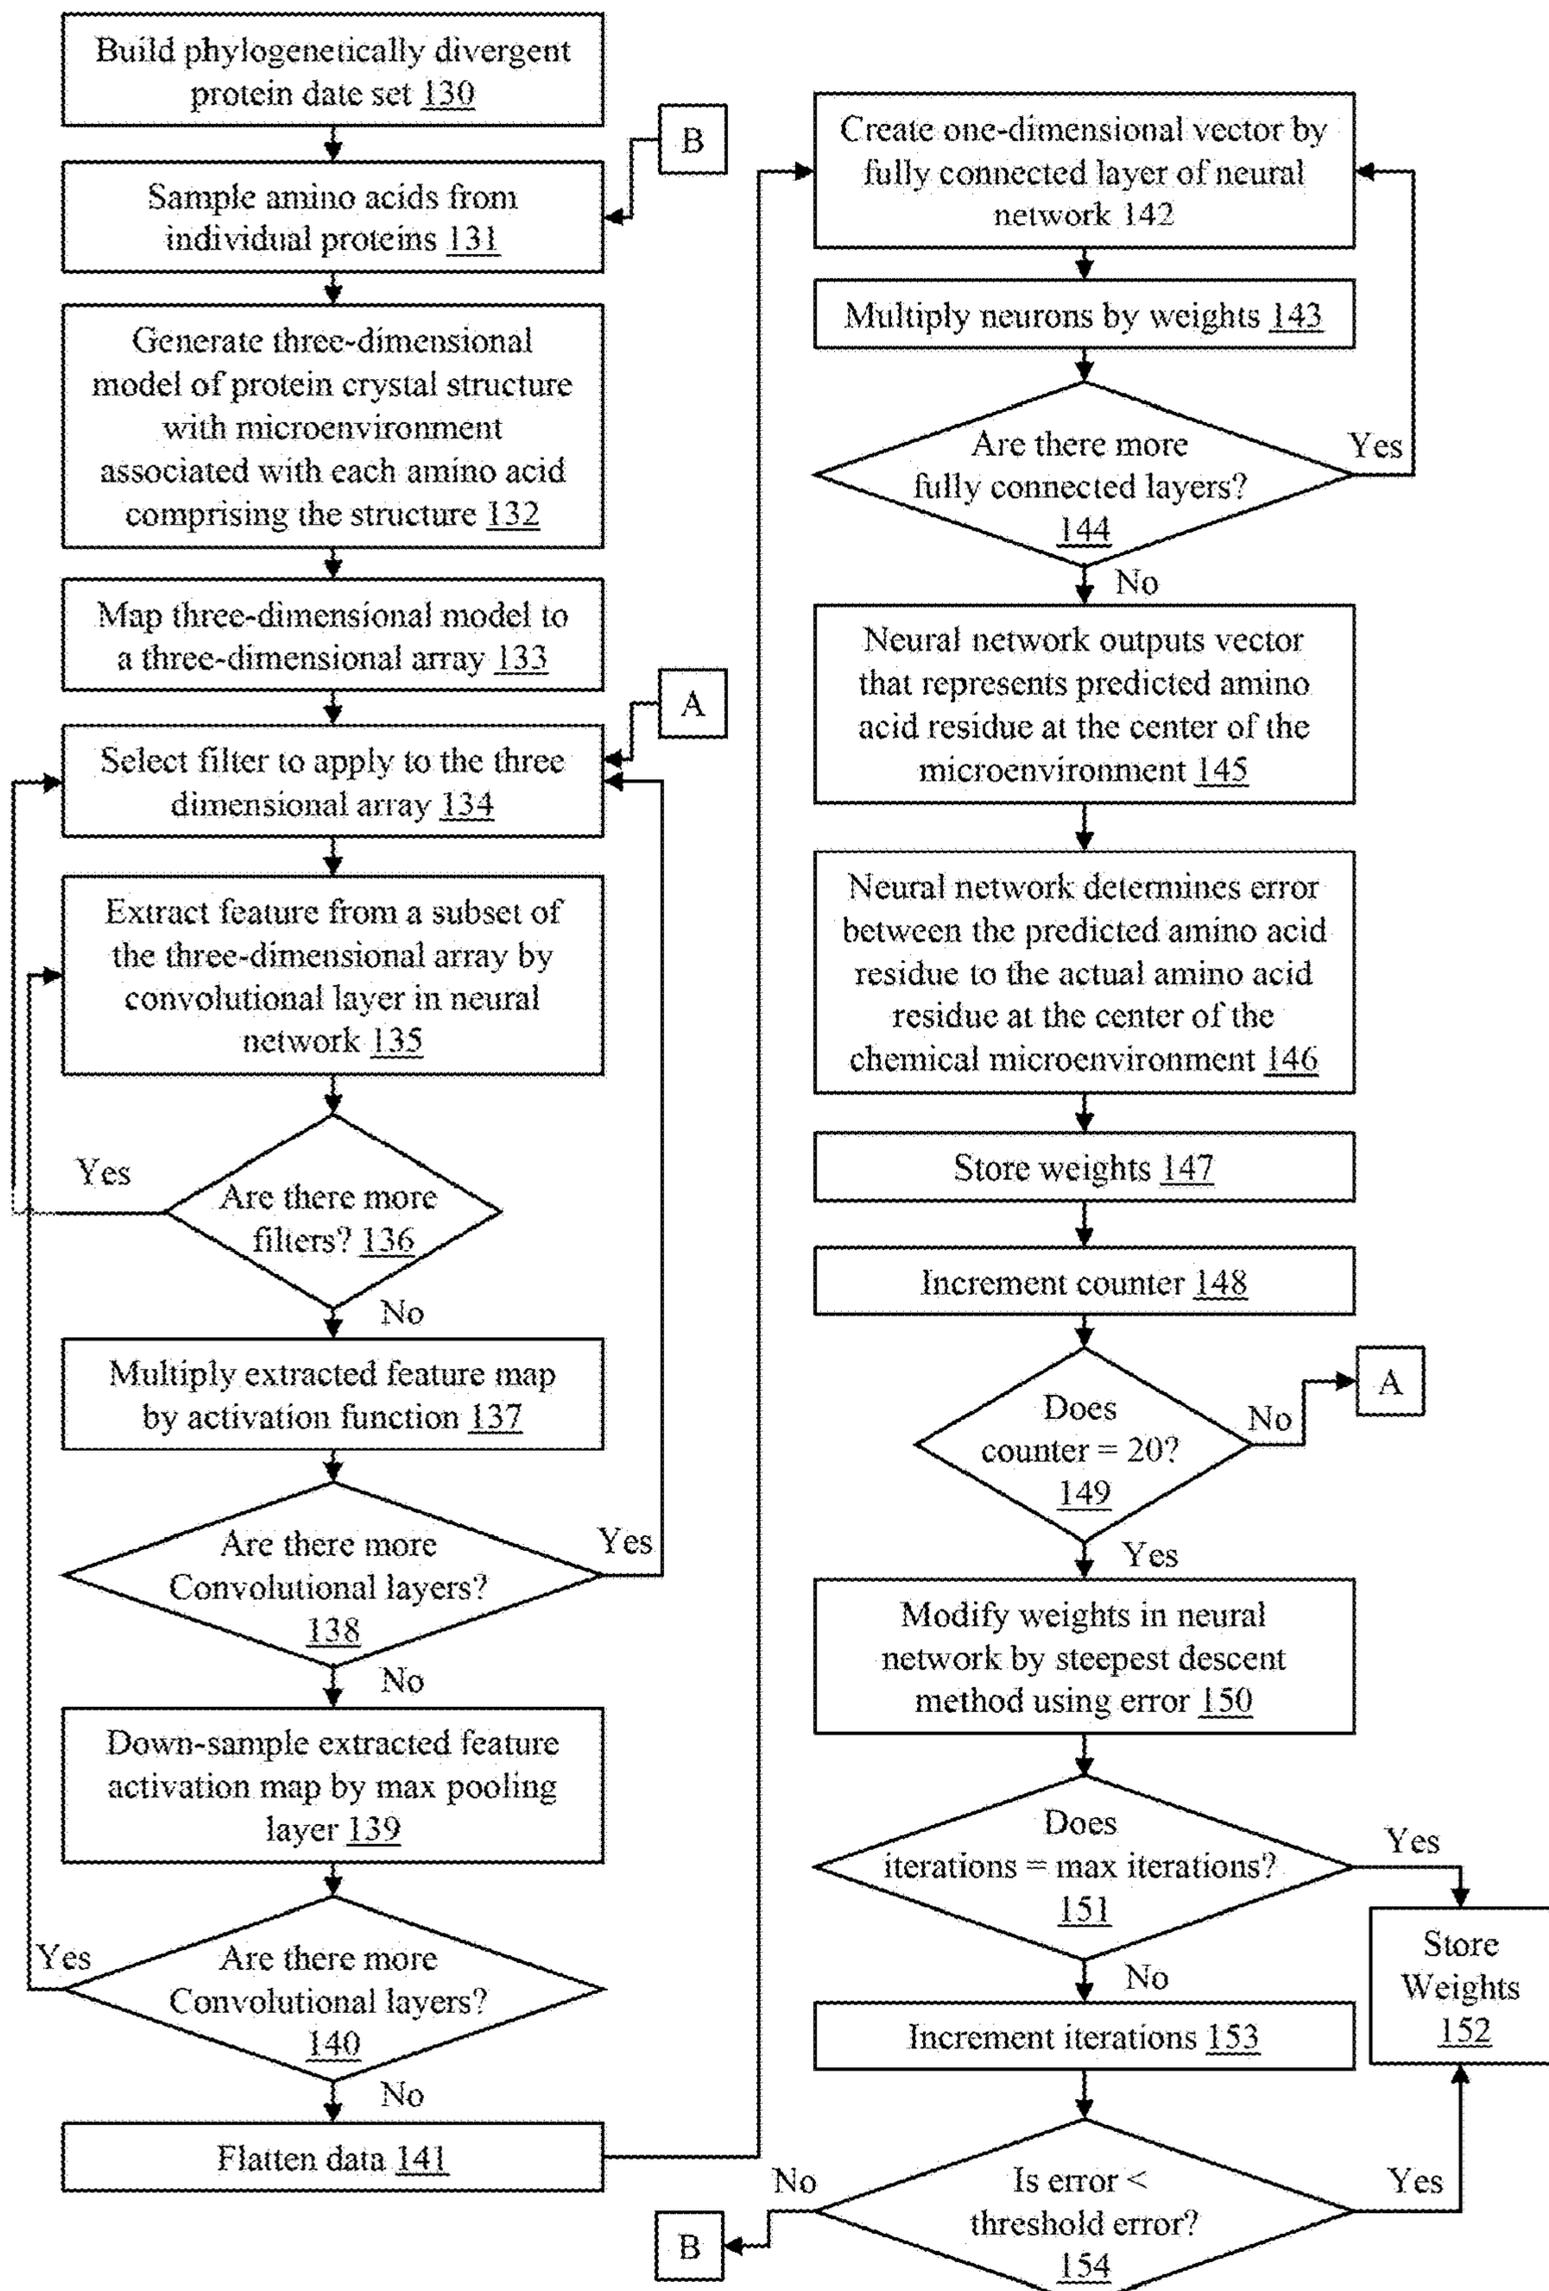 Build phylogenetically divergent
protein date set 130
B
Sample amino acids from
individual proteins 131
Generate three-dimensional
model of protein crystal structure
with microenvironment
associated with each amino acid
comprising the structure 132
Map three-dimensional model to
a three-dimensional array 133
A
Select filter to apply to the three
dimensional array 134
Extract feature from a subset of
the three-dimensional array by
convolutional layer in neural
network 135
Yes
Are there more
filters? 136
No
Multiply extracted feature map
by activation function 137
Are there more
Convolutional layers?
138
Yes
No
Down-sample extracted feature
activation map by max pooling
layer 139
Yes
Are there more
Convolutional layers?
140
No
Flatten data 141
Create one-dimensional vector by
fully connected layer of neural
network 142
Multiply neurons by weights 143
Are there more
fully connected layers?
144
Yes
No
Neural network outputs vector
that represents predicted amino
acid residue at the center of the
microenvironment 145
Neural network determines error
between the predicted amino acid
residue to the actual amino acid
residue at the center of the
chemical microenvironment 146
Store weights 147
Increment counter 148
Does
counter = 20?
149
No
A
Yes
Modify weights in neural
network by steepest descent
method using error 150
Does
iterations = max iterations?
151
Yes
No
Store
Weights
152
Increment iterations 153
Is error <
threshold error?
154
Yes
No
B